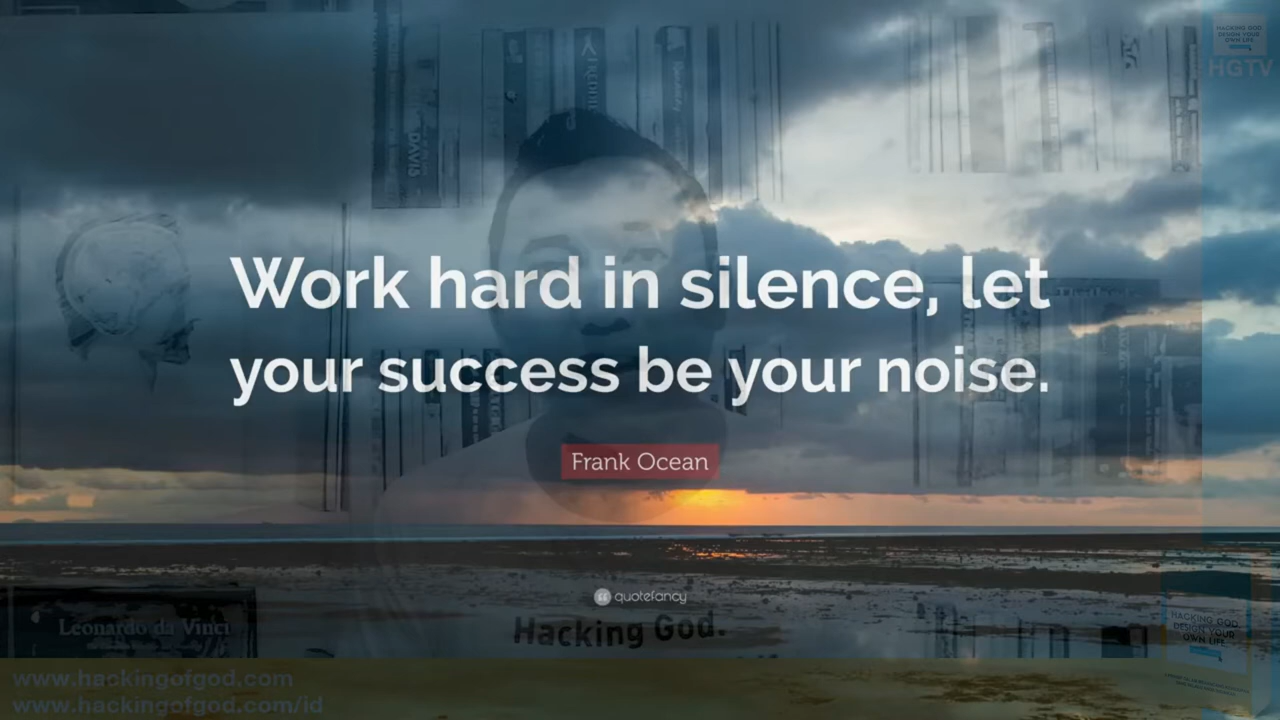 HACKING GOD.
DESIGN YOUR
OWN LIFE.
HGTV
DAVIS
Work hard in silence, let
your success be your noise.
Frank Ocean
quotefancy
Hacking God.
Leonardo da Vinci
HACKING GOD.
DESIGN YOUR
OWN LIFE.
www.hackingofgod.com
www.hackingofgod.com/id